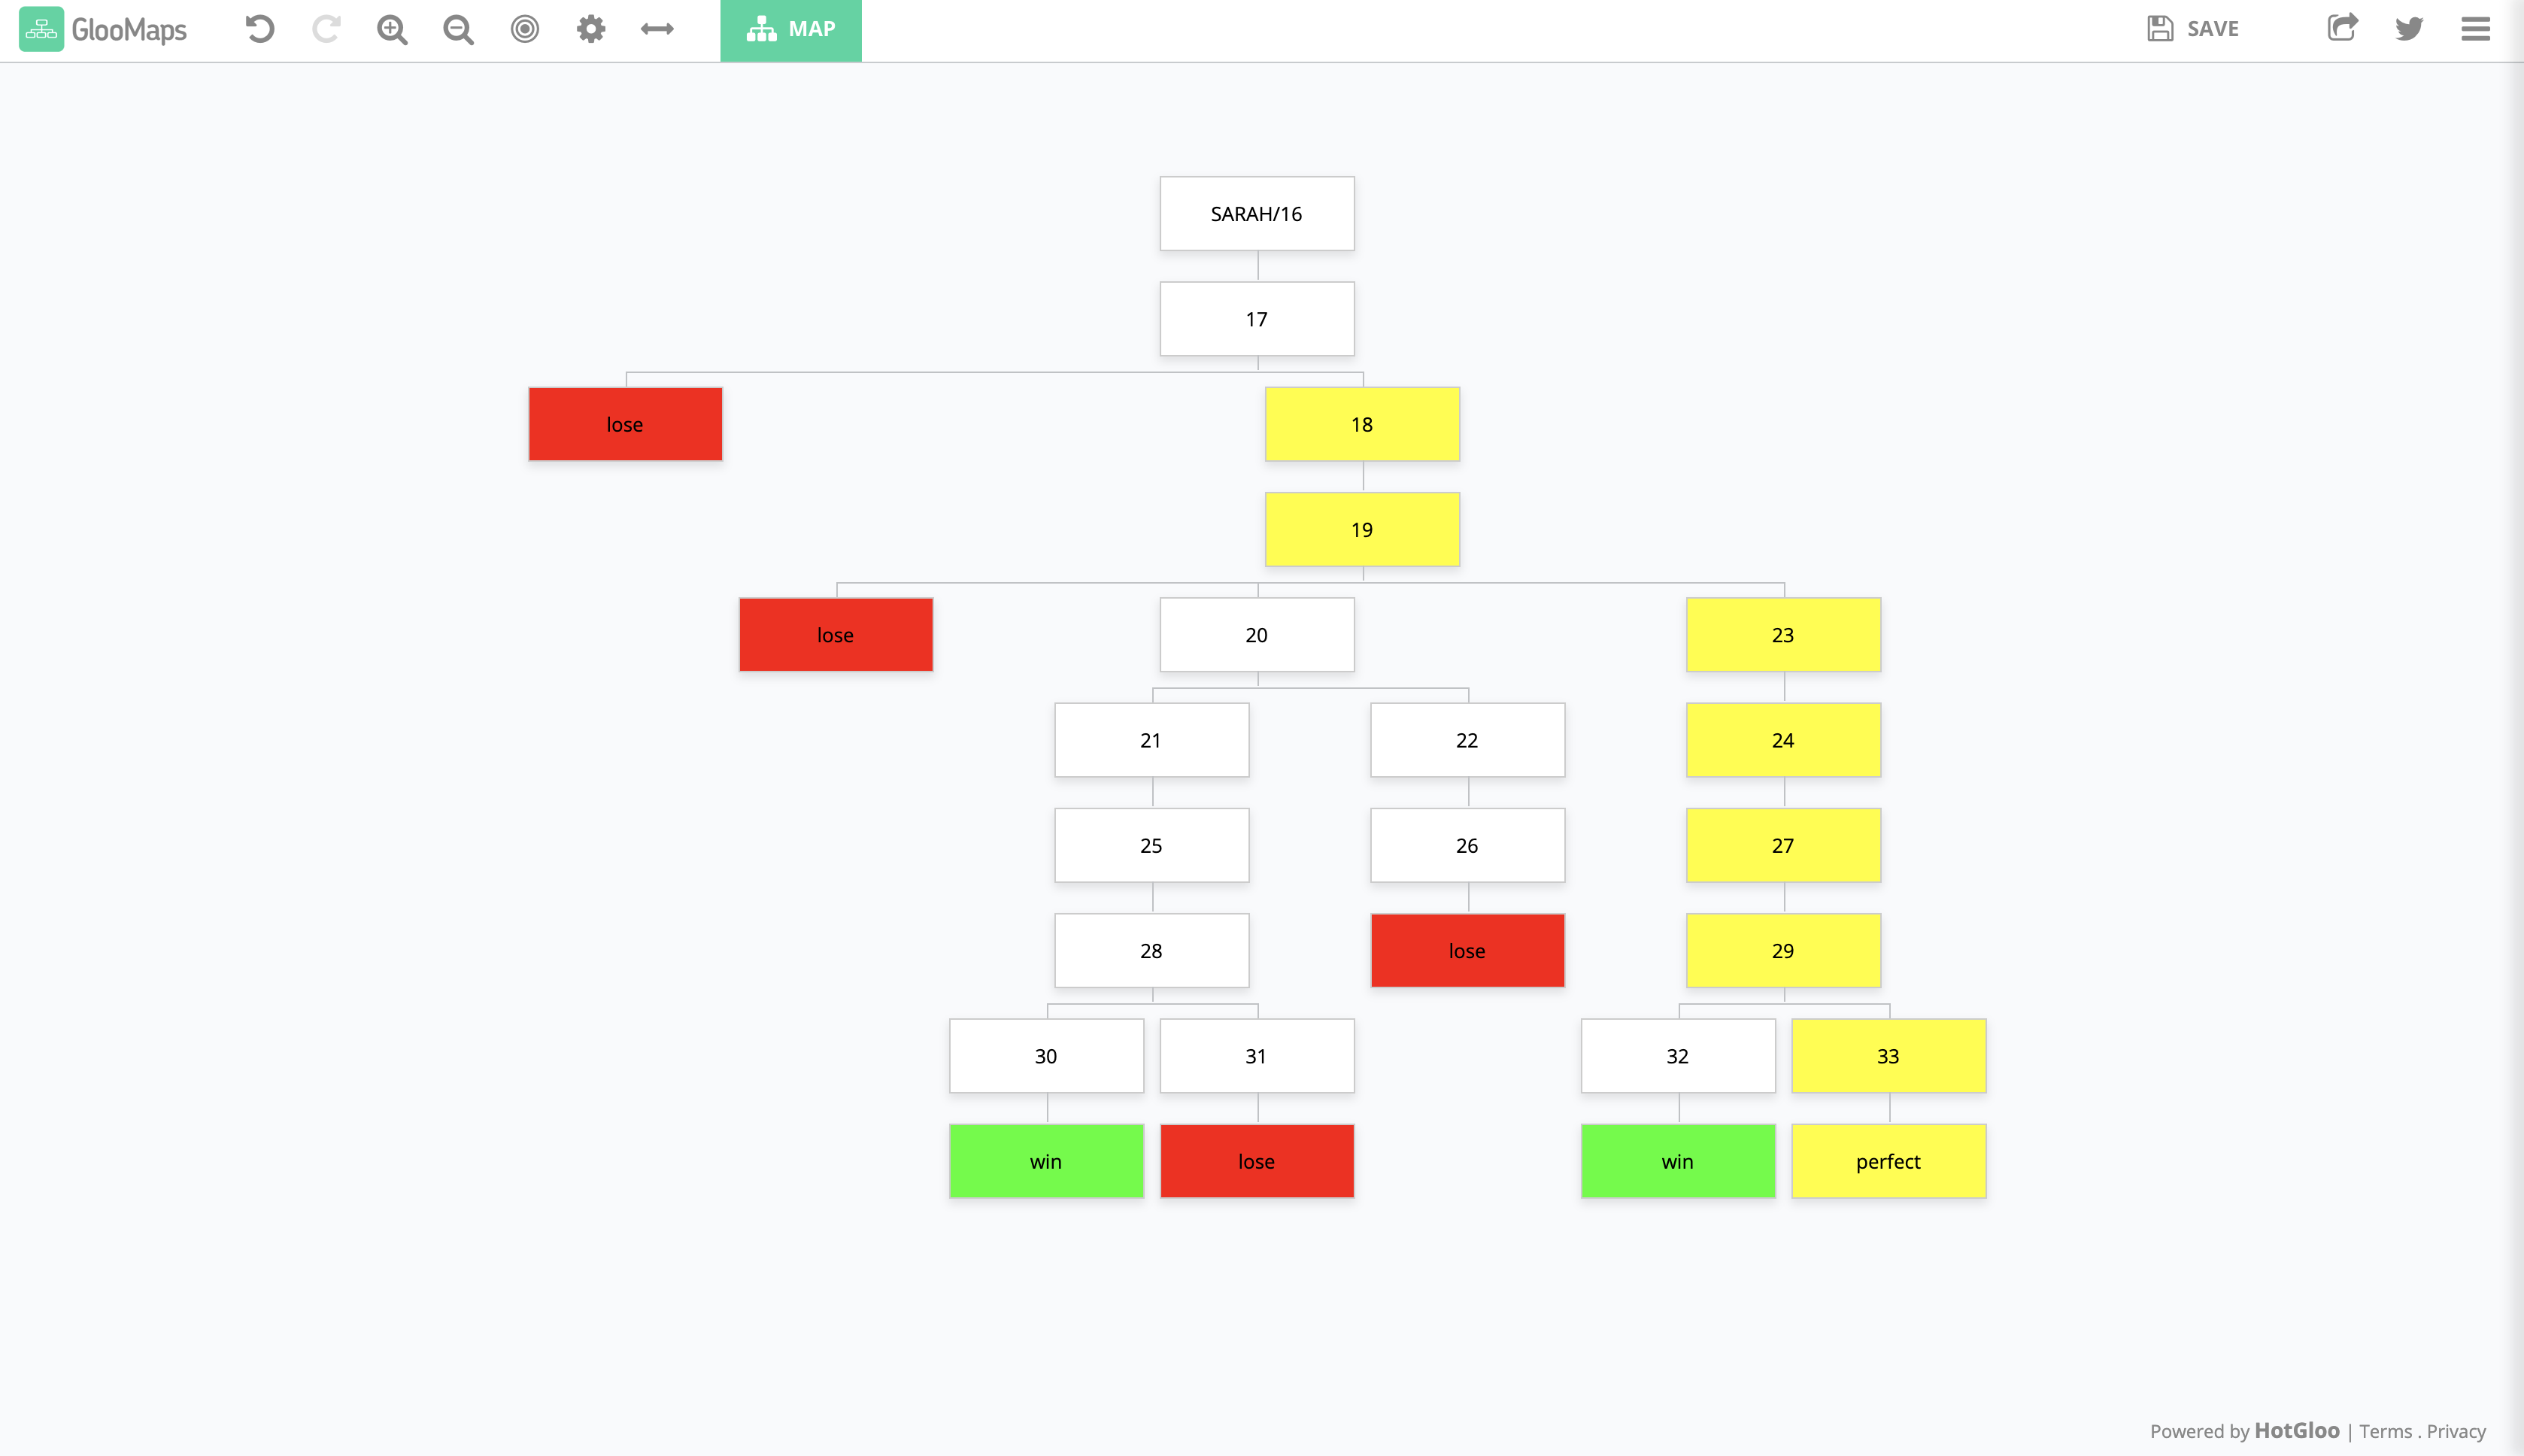 GlooMaps
MAP
SAVE
SARAH/16
17
lose
18
19
lose
20
23
21
22
24
25
26
27
28
lose
29
30
31
32
33
win
lose
win
perfect
Powered by HotGloo | Terms . Privacy